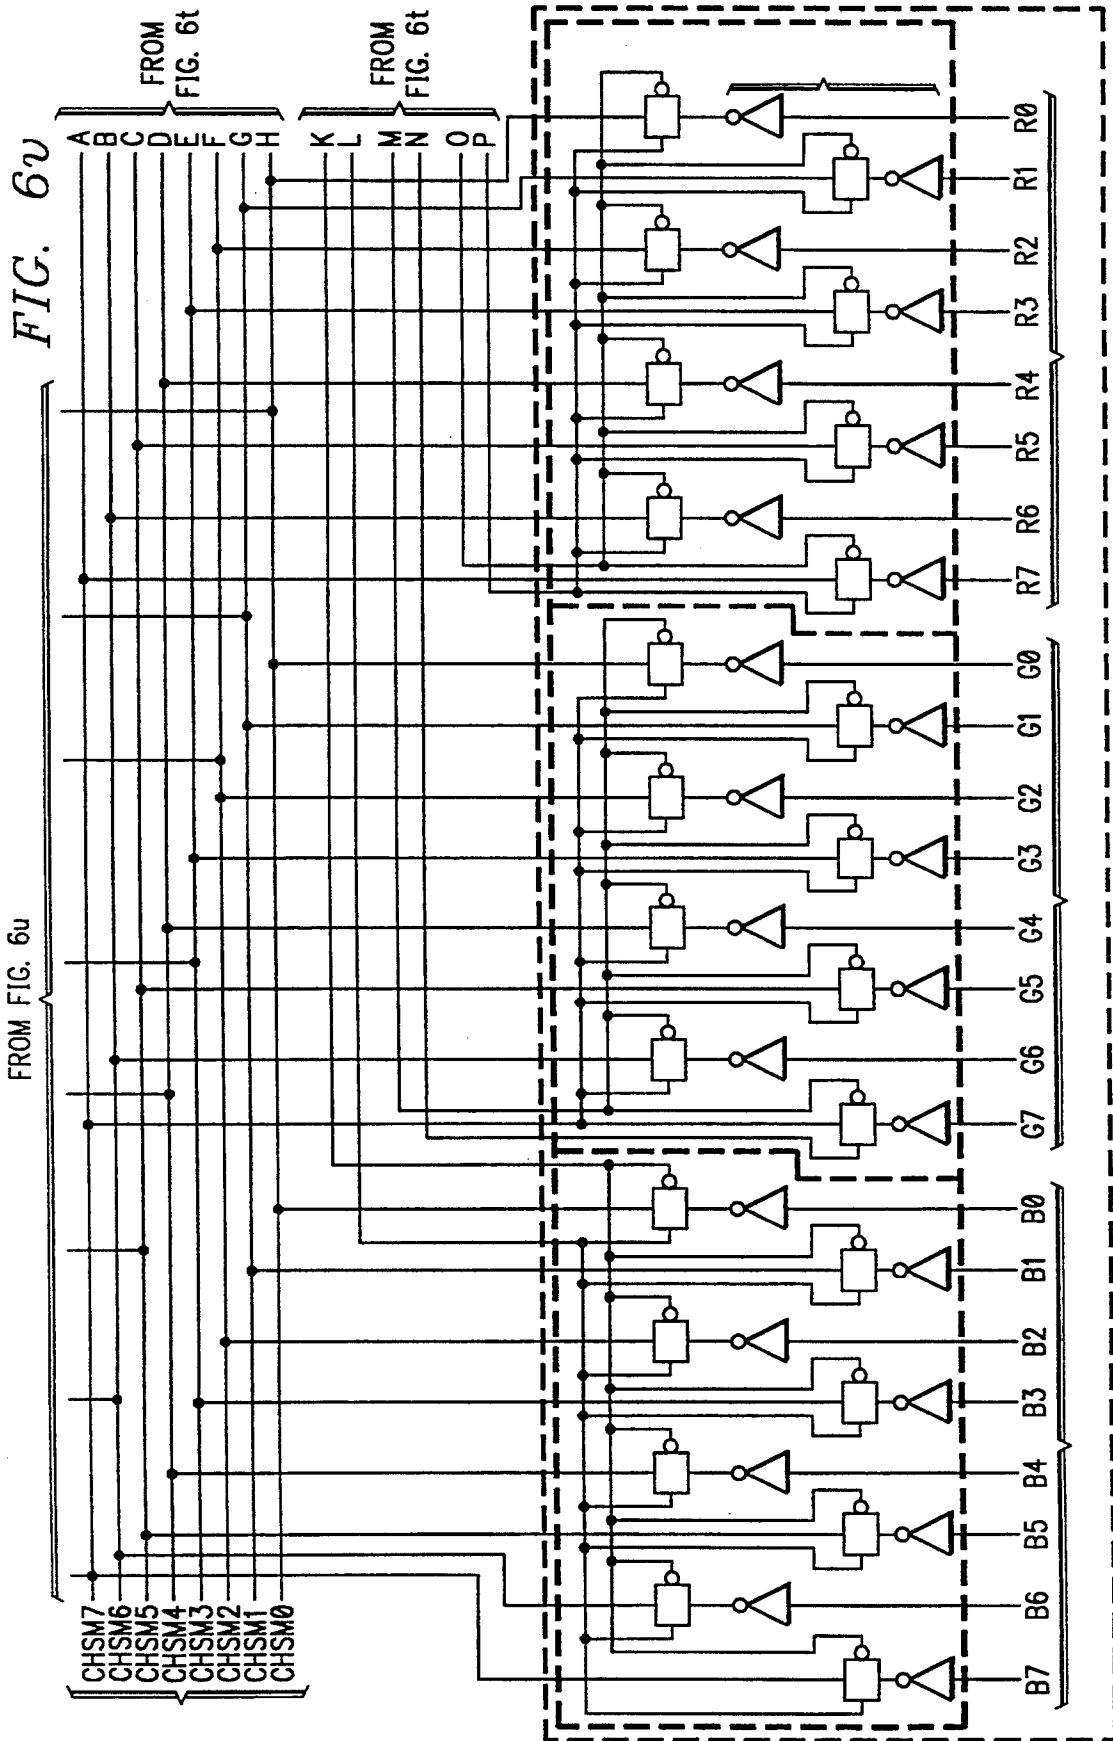 FIG. 6v
FROM FIG. 6u
FROM
FIG. 6t
A
B
C
D
E
F
G
H
FROM
FIG. 6t
K
L
M
N
O
P
CHSM7
CHSM6
CHSM5
CHSM4
CHSM3
CHSM2
CHSM1
CHSM0
B7
B6
B5
B4
B3
B2
B1
B0
G7
G6
G5
G4
G3
G2
G1
G0
R7
R6
R5
R4
R3
R2
R1
R0